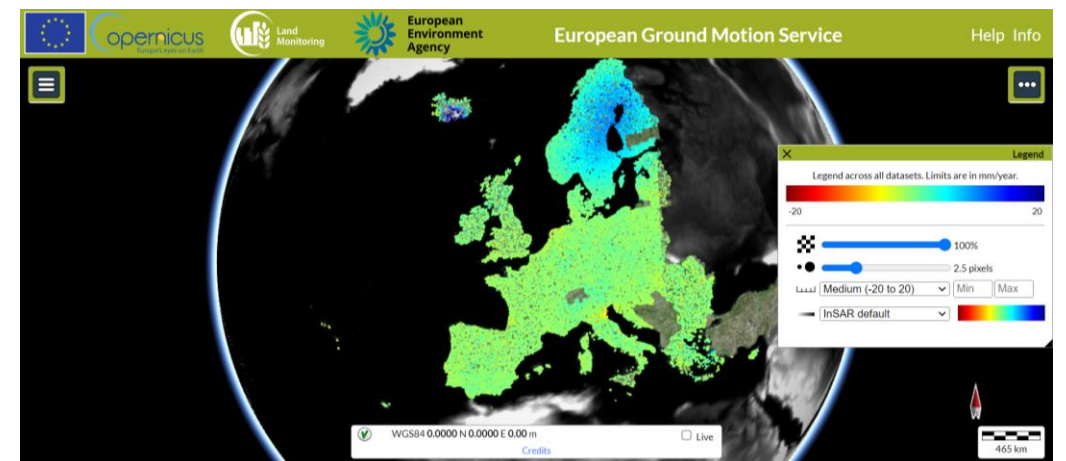 opernicus
Europe's eyes on Earth
Land
Monitoring
European
Environment
Agency
European Ground Motion Service
Help Info
Legend
Legend across all datasets. Limits are in mm/year.
-20 20
100%
2.5 pixels
Medium (-20 to 20) Min Max
InSAR default
WGS84 0.0000 N 0.0000 E 0.00 m Live
Credits
465 km